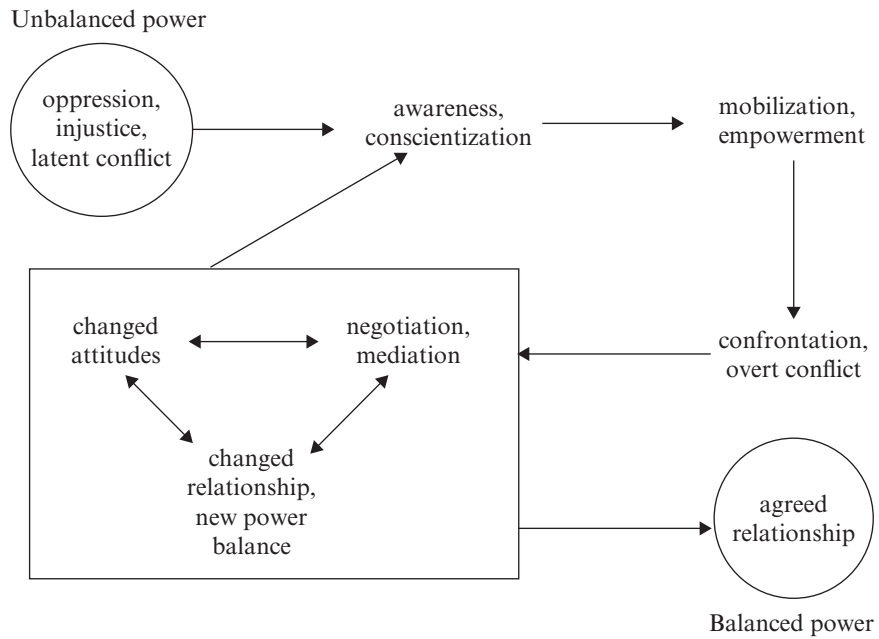 Unbalanced power
oppression,
injustice,
latent conflict
awareness,
conscientization
mobilization,
empowerment
changed
attitudes
negotiation,
mediation
confrontation,
overt conflict
changed
relationship,
new power
balance
agreed
relationship
Balanced power